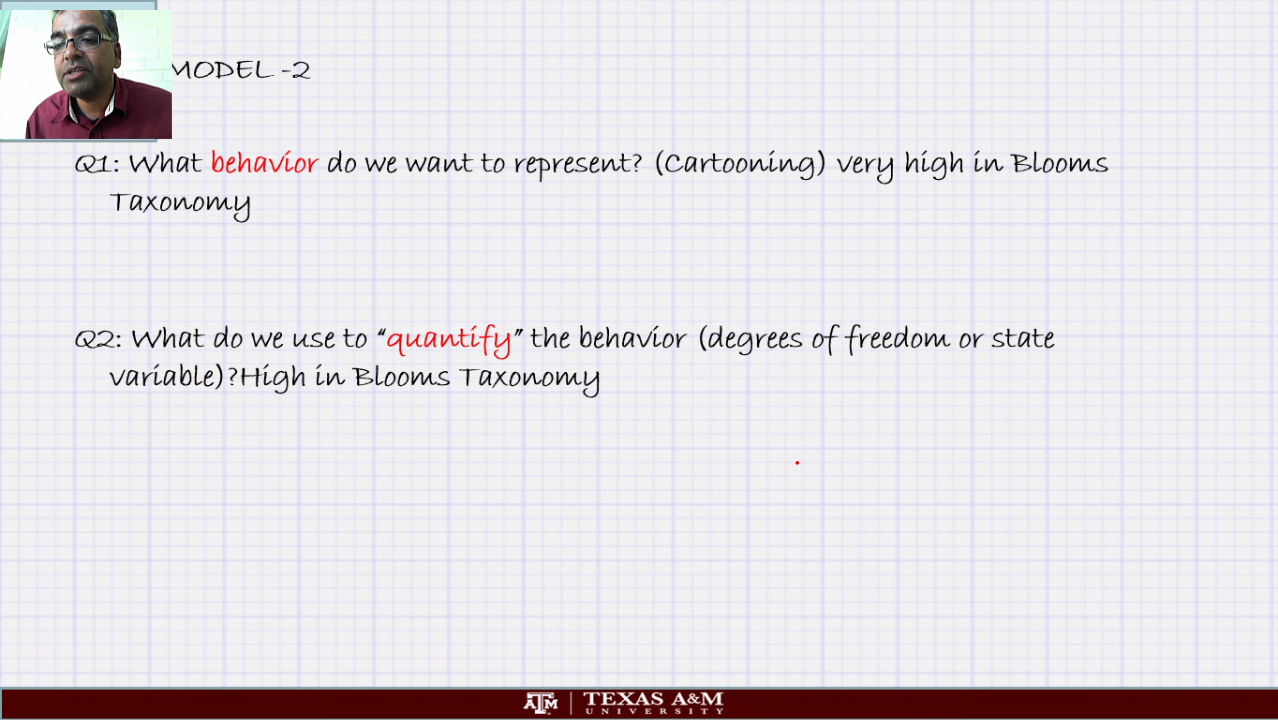 MODEL -2
Q1: What behavior do we want to represent? (Cartooning) very high in Blooms
Taxonomy
Q2: What do we use to “quantify” the behavior (degrees of freedom or state
variable)?High in Blooms Taxonomy
ATM | TEXAS A&M
UNIVERSITY